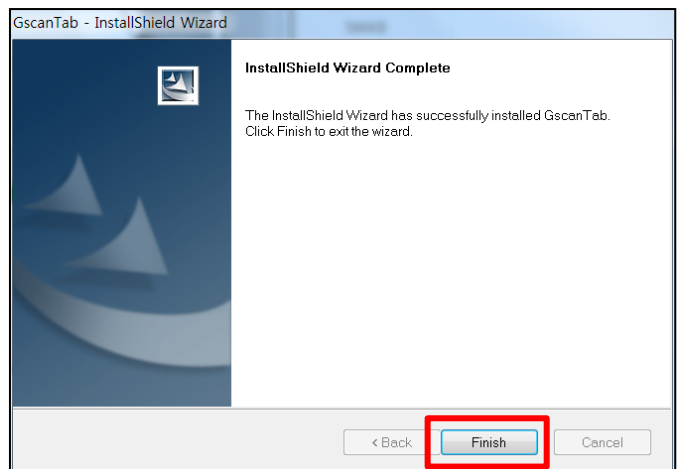 GscanTab - InstallShield Wizard
InstallShield Wizard Complete
The InstallShield Wizard has successfully installed GscanTab.
Click Finish to exit the wizard.
< Back
Finish
Cancel